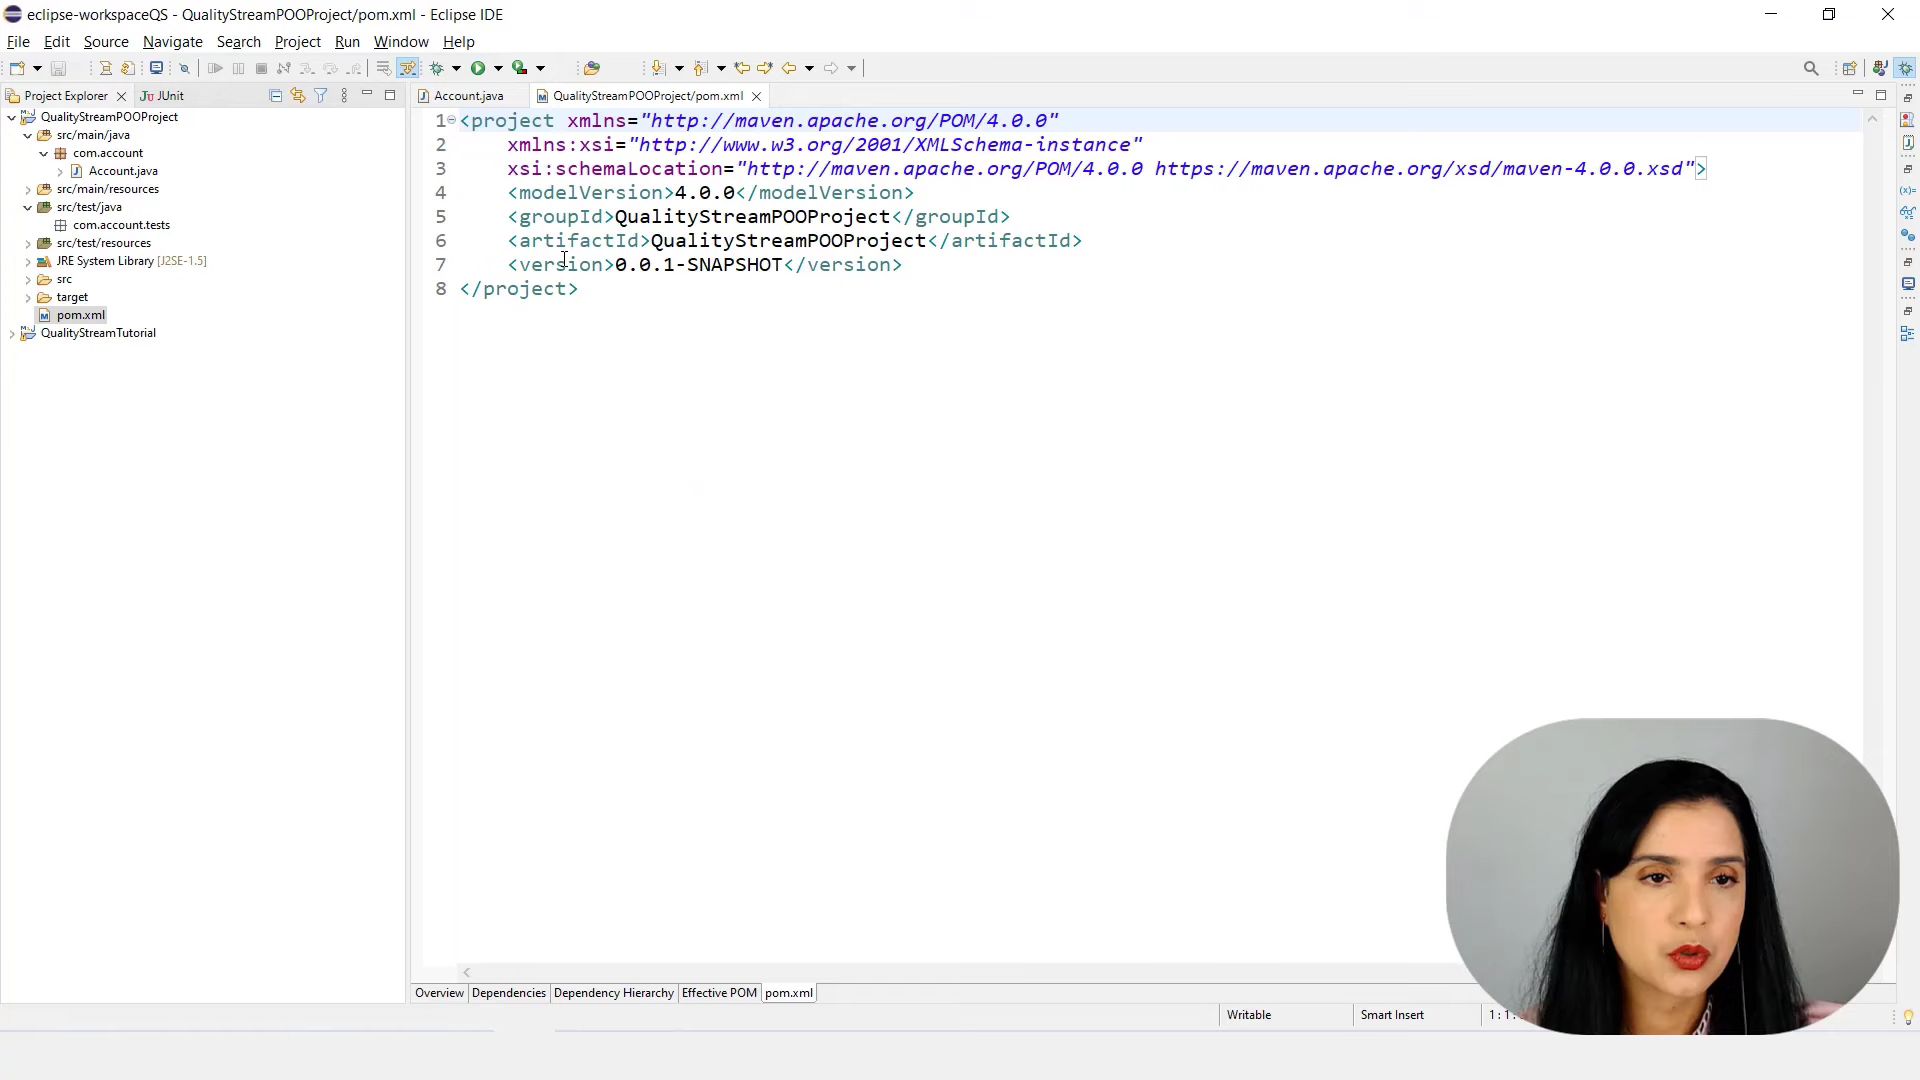 eclipse-workspaceQS - QualityStreamPOOProject/pom.xml - Eclipse IDE
File Edit Source Navigate Search Project Run Window Help
Project Explorer JUnit
Account.java QualityStreamPOOProject/pom.xml
QualityStreamPOOProject
src/main/java
com.account
Account.java
src/main/resources
src/test/java
com.account.tests
src/test/resources
JRE System Library [J2SE-1.5]
src
target
pom.xml
QualityStreamTutorial
1 <project xmlns="http://maven.apache.org/POM/4.0.0"
2 xmlns:xsi="http://www.w3.org/2001/XMLSchema-instance"
3 xsi:schemaLocation="http://maven.apache.org/POM/4.0.0 https://maven.apache.org/xsd/maven-4.0.0.xsd">
4 <modelVersion>4.0.0</modelVersion>
5 <groupId>QualityStreamPOOProject</groupId>
6 <artifactId>QualityStreamPOOProject</artifactId>
7 <version>0.0.1-SNAPSHOT</version>
8 </project>
Overview Dependencies Dependency Hierarchy Effective POM pom.xml
Writable Smart Insert 1:1: